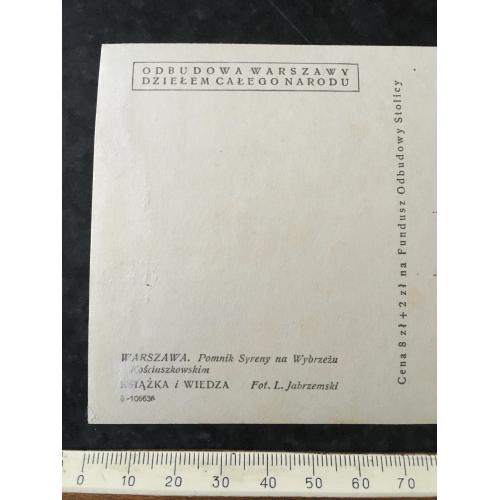 ODBUDOWA WARSZAWY
DZIEŁEM CAŁEGO NARODU
Cena 8 zł + 2 zł na Fundusz Odbudowy Stolicy
WARSZAWA. Pomnik Syreny na Wybrzeżu
Kościuszkowskim
KSIĄŻKA i WIEDZA Fot. L. Jabrzemski
0 10 20 30 40 50 60 70